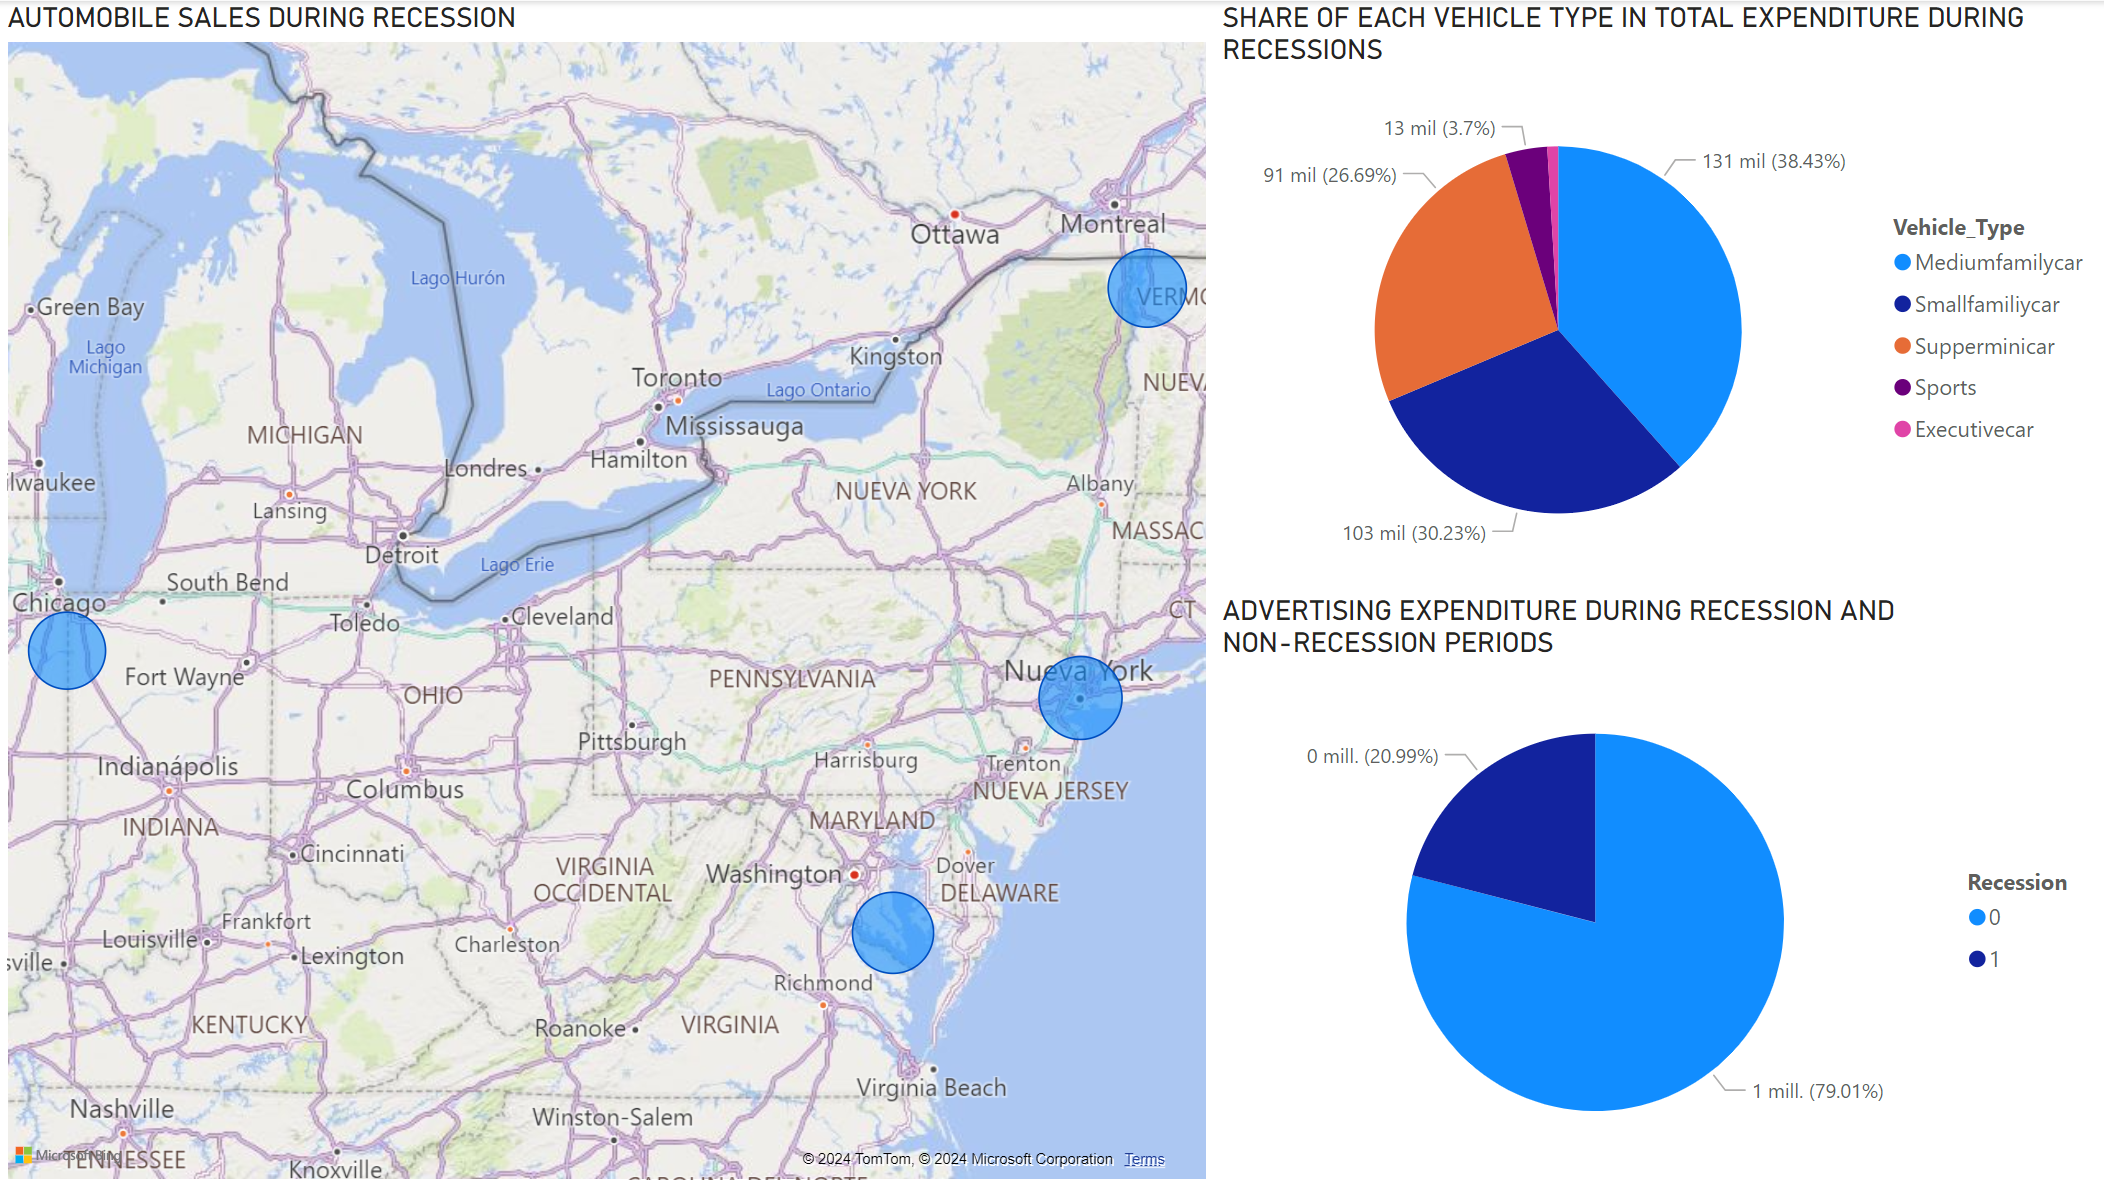 AUTOMOBILE SALES DURING RECESSION
Ottawa
Montreal
VERMO
Lago Hurón
Green Bay
Lago
Michigan
Kingston
Toronto
Lago Ontario
NUEV
Mississauga
MICHIGAN
Hamilton
Londres
ilwaukee
Lansing
NUEVA YORK
Albany
MASSAC
Detroit
Lago Erie
South Bend
Chicago
Toledo
Cleveland
CT
Fort Wayne
OHIO
PENNSYLVANIA
Nueva York
Pittsburgh
Harrisburg
Trenton
Indianápolis
Columbus
NUEVA JERSEY
INDIANA
MARYLAND
Cincinnati
VIRGINIA
OCCIDENTAL
Washington
Dover
DELAWARE
Frankfort
Louisville
Charleston
Lexington
sville
Richmond
KENTUCKY
Roanoke
VIRGINIA
Virginia Beach
Nashville
Winston-Salem
Microsoft Bing
TENNESSEE
Knoxville
© 2024 TomTom, © 2024 Microsoft Corporation Terms
CAROLINA DEL NORTE
SHARE OF EACH VEHICLE TYPE IN TOTAL EXPENDITURE DURING
RECESSIONS
13 mil (3.7%)
91 mil (26.69%)
131 mil (38.43%)
103 mil (30.23%)
Vehicle_Type
Mediumfamilycar
Smallfamiliycar
Supperminicar
Sports
Executivecar
ADVERTISING EXPENDITURE DURING RECESSION AND
NON-RECESSION PERIODS
0 mill. (20.99%)
1 mill. (79.01%)
Recession
0
1